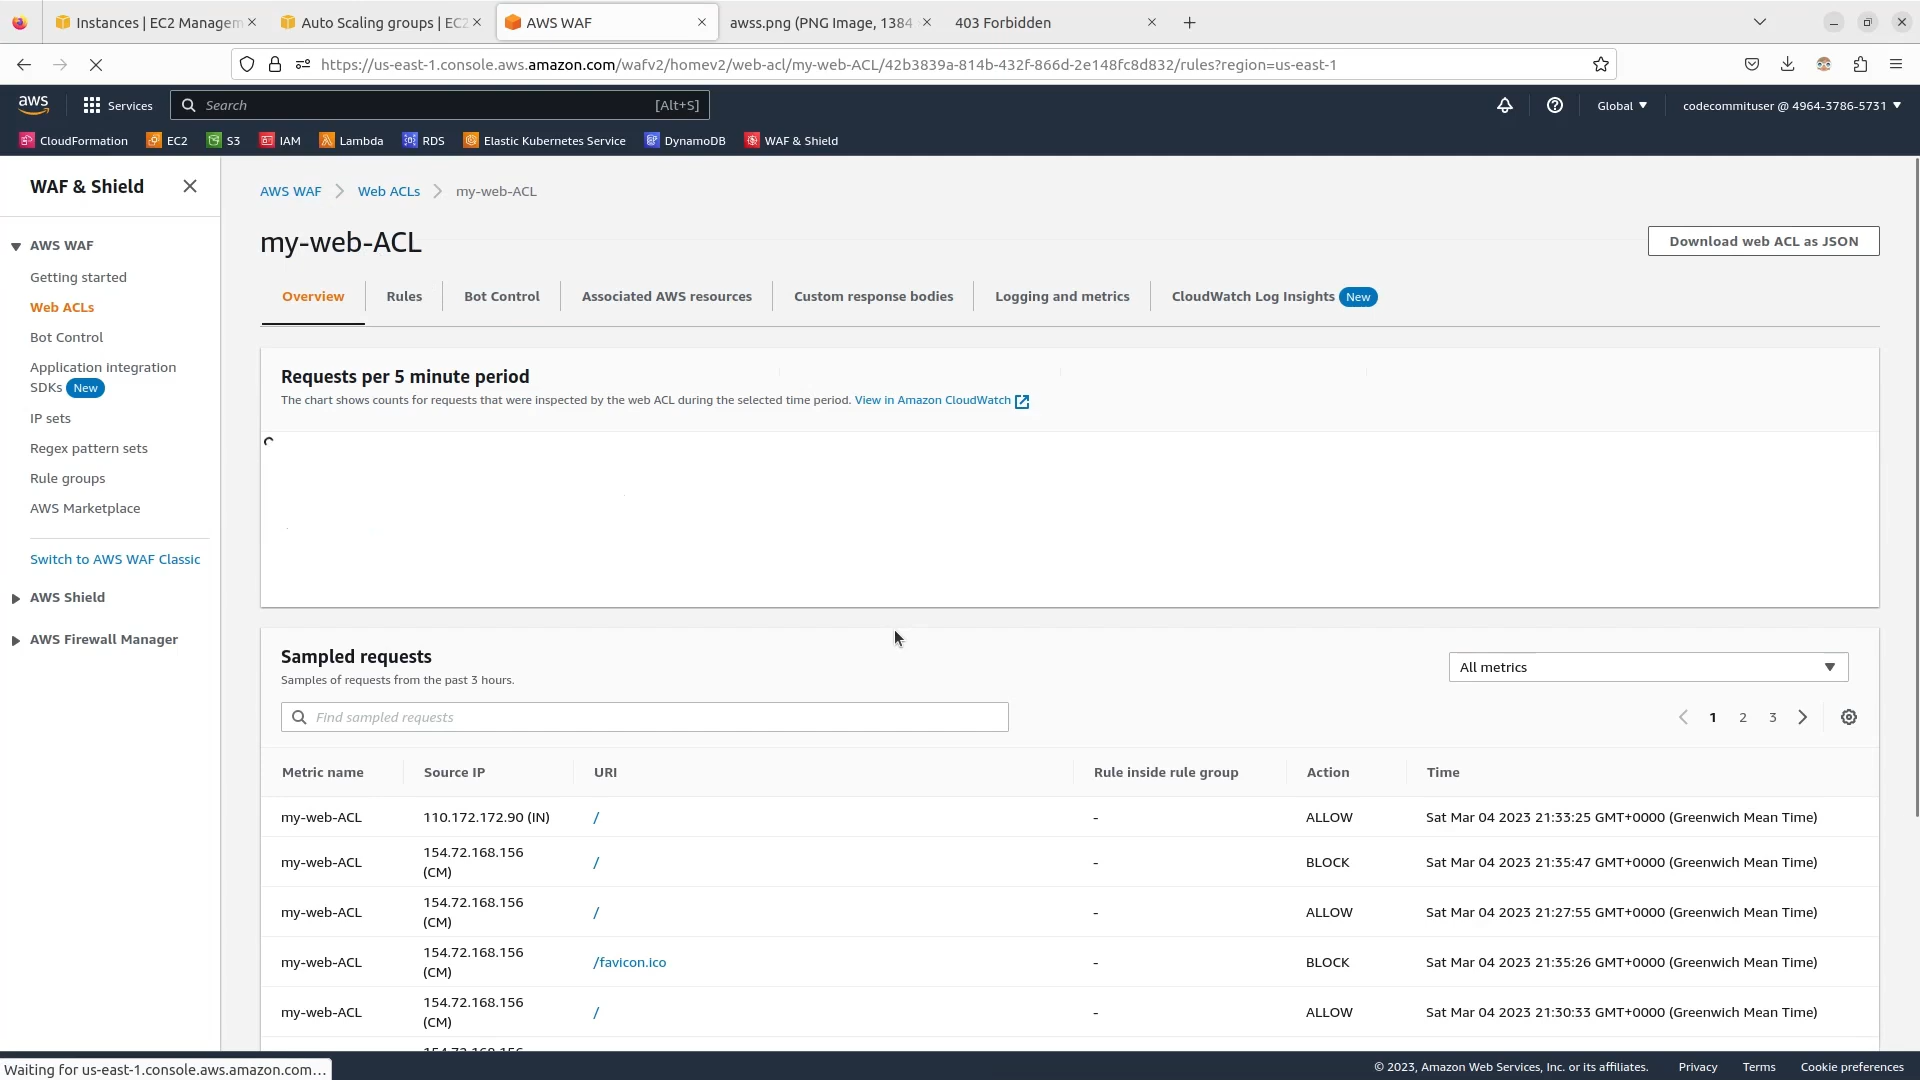 Instances | EC2 Managem
Auto Scaling groups | EC2
AWS WAF
awss.png (PNG Image, 1384
403 Forbidden
https://us-east-1.console.aws.amazon.com/wafv2/homev2/web-acl/my-web-ACL/42b3839a-814b-432f-866d-2e148fc8d832/rules?region=us-east-1
aws
Services
Search
[Alt+S]
Global
codecommituser @ 4964-3786-5731
CloudFormation
EC2
S3
IAM
Lambda
RDS
Elastic Kubernetes Service
DynamoDB
WAF & Shield
WAF & Shield
AWS WAF
Getting started
Web ACLs
Bot Control
Application integration
SDKs New
IP sets
Regex pattern sets
Rule groups
AWS Marketplace
Switch to AWS WAF Classic
AWS Shield
AWS Firewall Manager
AWS WAF
Web ACLs
my-web-ACL
my-web-ACL
Download web ACL as JSON
Overview
Rules
Bot Control
Associated AWS resources
Custom response bodies
Logging and metrics
CloudWatch Log Insights New
Requests per 5 minute period
The chart shows counts for requests that were inspected by the web ACL during the selected time period. View in Amazon CloudWatch
Sampled requests
Samples of requests from the past 3 hours.
All metrics
Find sampled requests
1 2 3
Metric name Source IP URI Rule inside rule group Action Time
my-web-ACL 110.172.172.90 (IN) / - ALLOW Sat Mar 04 2023 21:33:25 GMT+0000 (Greenwich Mean Time)
my-web-ACL 154.72.168.156 (CM) / - BLOCK Sat Mar 04 2023 21:35:47 GMT+0000 (Greenwich Mean Time)
my-web-ACL 154.72.168.156 (CM) / - ALLOW Sat Mar 04 2023 21:27:55 GMT+0000 (Greenwich Mean Time)
my-web-ACL 154.72.168.156 (CM) /favicon.ico - BLOCK Sat Mar 04 2023 21:35:26 GMT+0000 (Greenwich Mean Time)
my-web-ACL 154.72.168.156 (CM) / - ALLOW Sat Mar 04 2023 21:30:33 GMT+0000 (Greenwich Mean Time)
Waiting for us-east-1.console.aws.amazon.com…
© 2023, Amazon Web Services, Inc. or its affiliates.
Privacy
Terms
Cookie preferences